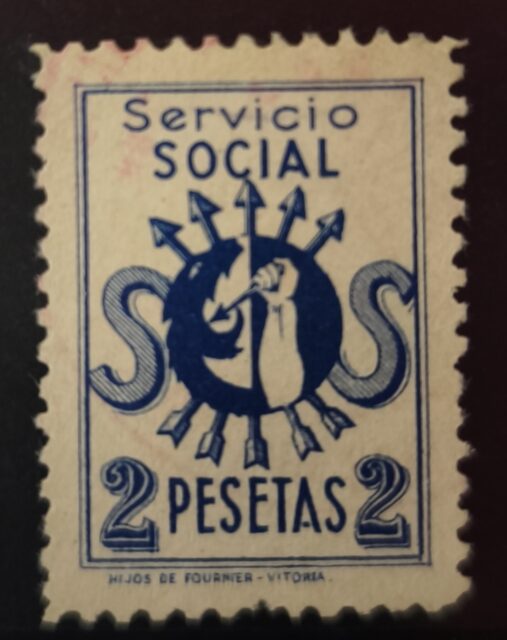 Servicio
SOCIAL
S S
2 PESETAS 2
HIJOS DE FOURNIER - VITORIA.